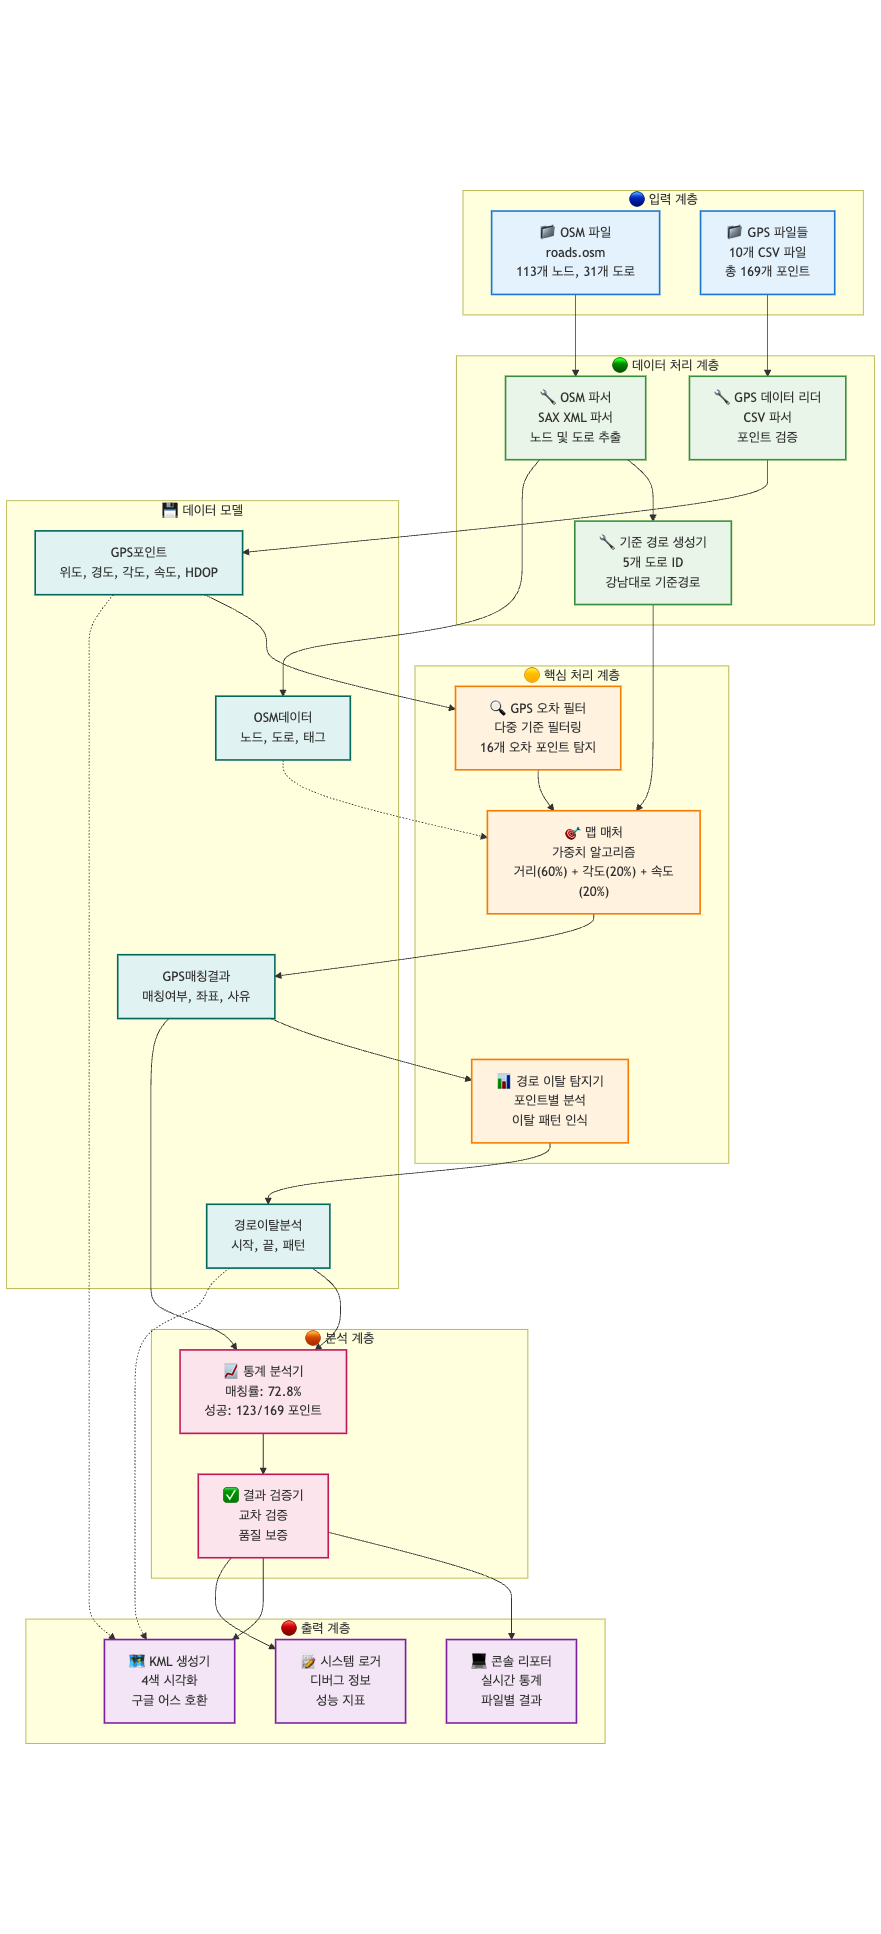 입력 계층
OSM 파일
roads.osm
113개 노드, 31개 도로
GPS 파일들
10개 CSV 파일
총 169개 포인트
데이터 처리 계층
OSM 파서
SAX XML 파서
노드 및 도로 추출
GPS 데이터 리더
CSV 파서
포인트 검증
기준 경로 생성기
5개 도로 ID
강남대로 기준경로
데이터 모델
GPS포인트
위도, 경도, 각도, 속도, HDOP
OSM데이터
노드, 도로, 태그
핵심 처리 계층
GPS 오차 필터
다중 기준 필터링
16개 오차 포인트 탐지
맵 매처
가중치 알고리즘
거리(60%) + 각도(20%) + 속도
(20%)
GPS매칭결과
매칭여부, 좌표, 사유
경로 이탈 탐지기
포인트별 분석
이탈 패턴 인식
경로이탈분석
시작, 끝, 패턴
분석 계층
통계 분석기
매칭률: 72.8%
성공: 123/169 포인트
결과 검증기
교차 검증
품질 보증
출력 계층
KML 생성기
4색 시각화
구글 어스 호환
시스템 로거
디버그 정보
성능 지표
콘솔 리포터
실시간 통계
파일별 결과